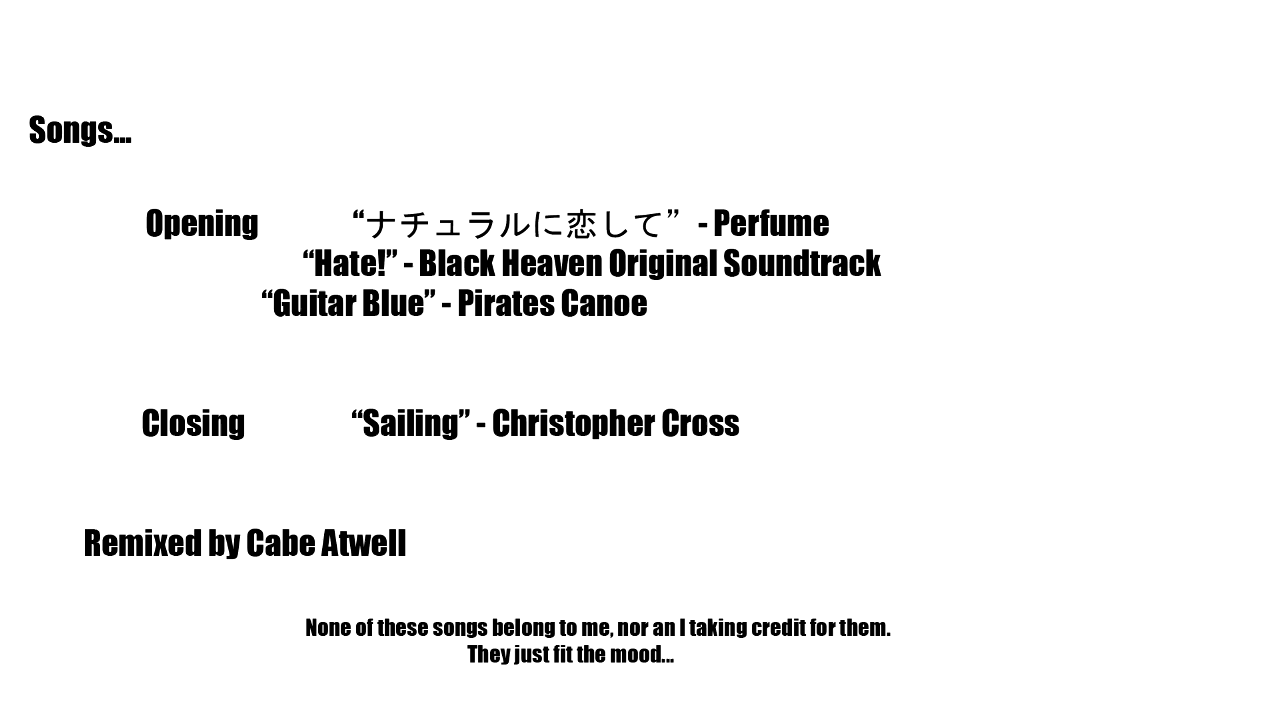 Songs...
Opening “ナチュラルに恋して” - Perfume
“Hate!” - Black Heaven Original Soundtrack
“Guitar Blue” - Pirates Canoe
Closing “Sailing” - Christopher Cross
Remixed by Cabe Atwell
None of these songs belong to me, nor an I taking credit for them.
They just fit the mood...